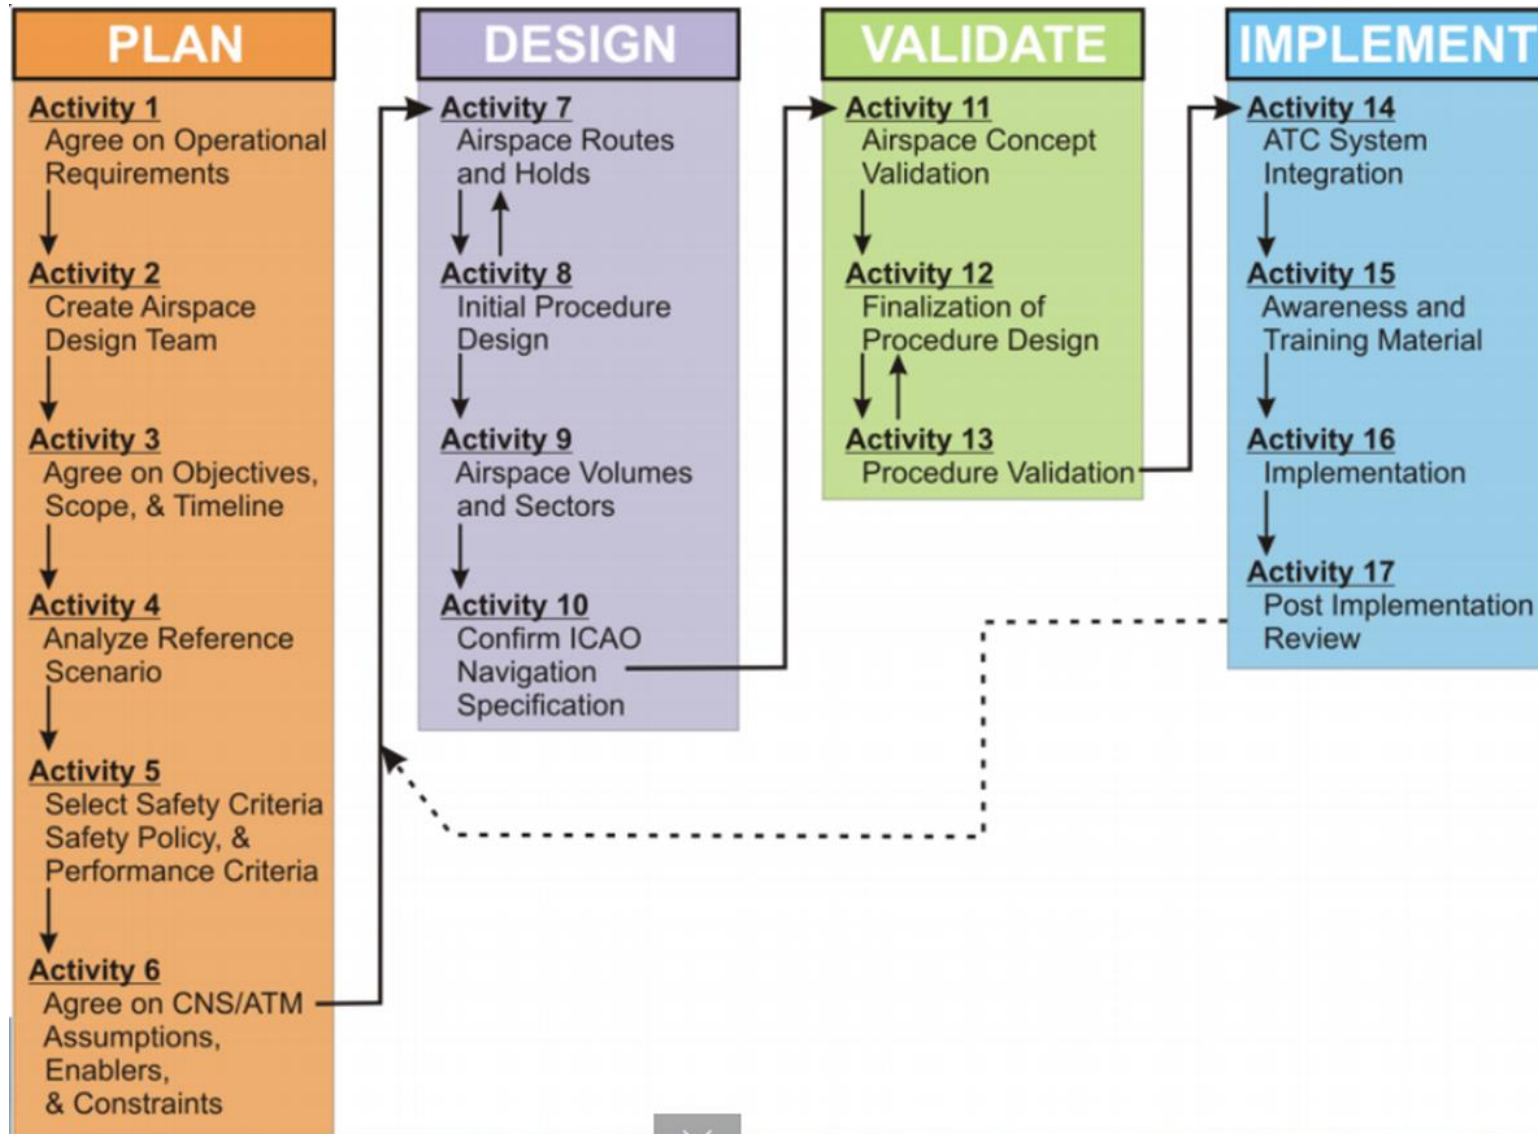 PLAN
Activity 1
Agree on Operational
Requirements
Activity 2
Create Airspace
Design Team
Activity 3
Agree on Objectives,
Scope, & Timeline
Activity 4
Analyze Reference
Scenario
Activity 5
Select Safety Criteria
Safety Policy, &
Performance Criteria
Activity 6
Agree on CNS/ATM
Assumptions,
Enablers,
& Constraints
DESIGN
Activity 7
Airspace Routes
and Holds
Activity 8
Initial Procedure
Design
Activity 9
Airspace Volumes
and Sectors
Activity 10
Confirm ICAO
Navigation
Specification
VALIDATE
Activity 11
Airspace Concept
Validation
Activity 12
Finalization of
Procedure Design
Activity 13
Procedure Validation
IMPLEMENT
Activity 14
ATC System
Integration
Activity 15
Awareness and
Training Material
Activity 16
Implementation
Activity 17
Post Implementation
Review